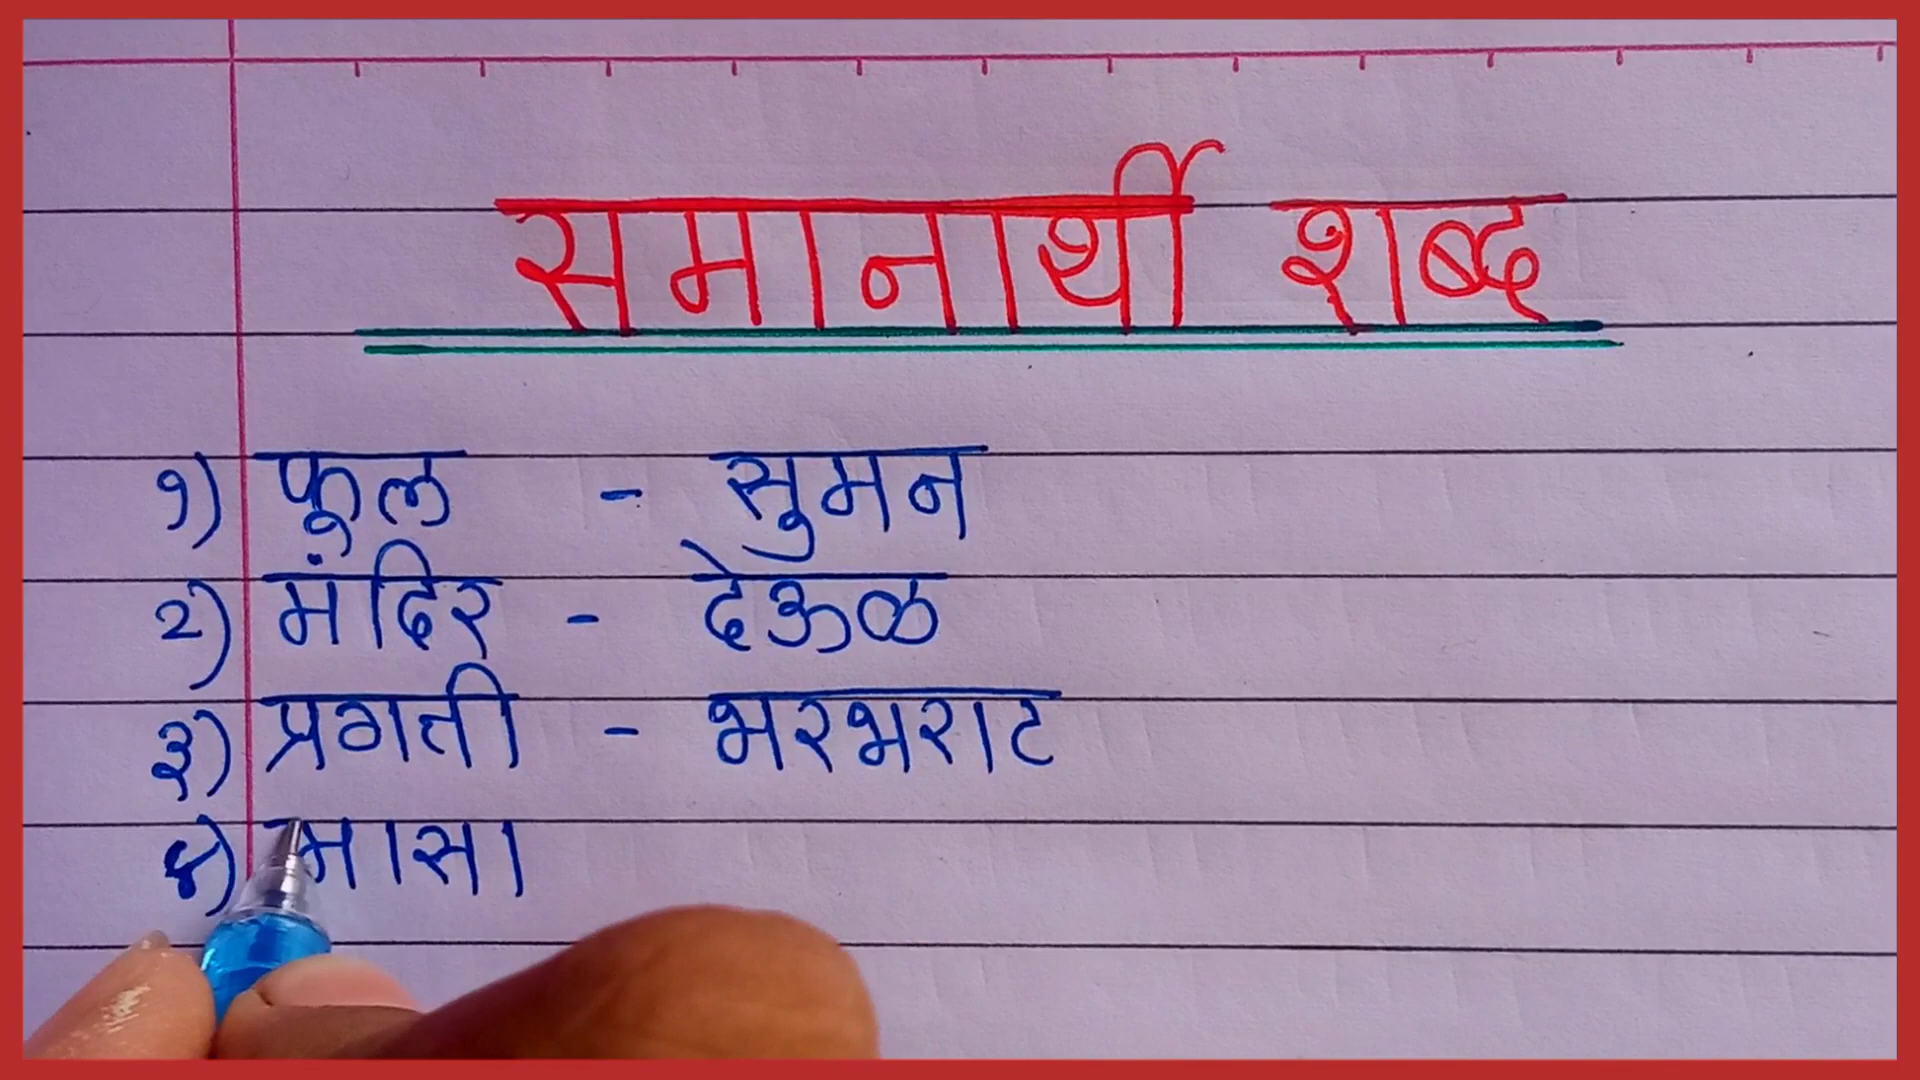 समानार्थी शब्द
१) फूल - सुमन
२) मंदिर - देऊळ
३) प्रगती - भरभराट
४) मासा